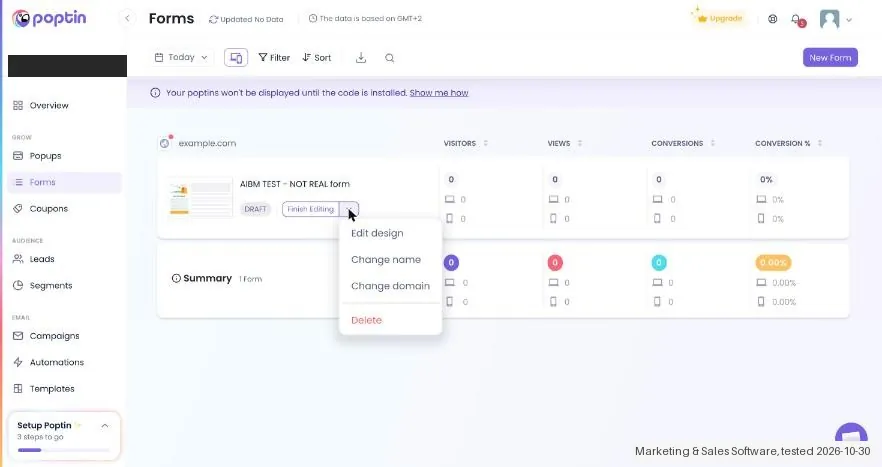 poptin
Forms
Updated No Data
The data is based on GMT+2
Upgrade
5
Today
Filter
Sort
New Form
Your poptins won't be displayed until the code is installed. Show me how
Overview
GROW
Popups
Forms
Coupons
AUDIENCE
Leads
Segments
EMAIL
Campaigns
Automations
Templates
Setup Poptin
3 steps to go
example.com
VISITORS
VIEWS
CONVERSIONS
CONVERSION %
AIBM TEST - NOT REAL form
DRAFT
Finish Editing
0
0
0
0%
0
0
0
0%
0
0
0
0%
Edit design
Change name
Change domain
Delete
Summary
1 Form
0
0
0
0.00%
0
0
0
0.00%
0
0
0
0.00%
Marketing & Sales Software, tested 2026-10-30